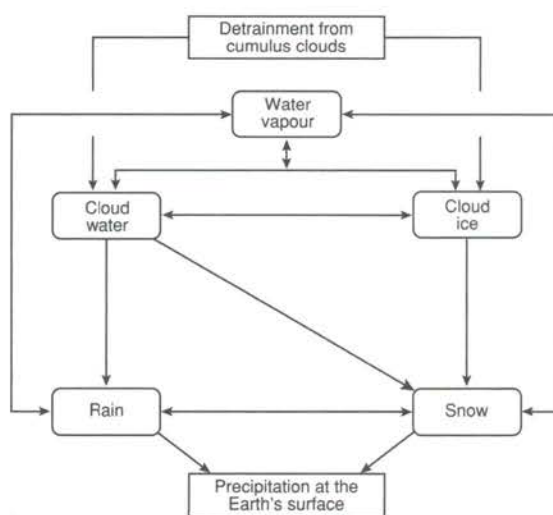 Detrainment from
cumulus clouds
Water
vapour
Cloud
water
Cloud
ice
Rain
Snow
Precipitation at the
Earth's surface